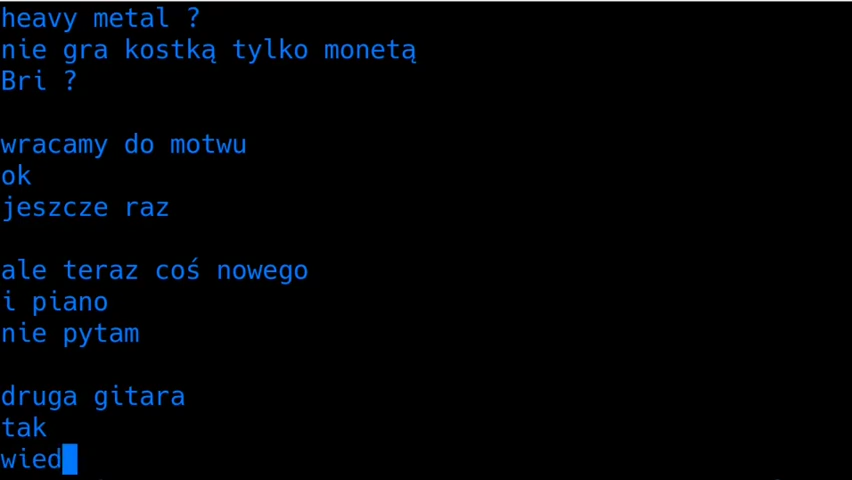 heavy metal ?
nie gra kostką tylko monetą
Bri ?
wracamy do motwu
ok
jeszcze raz
ale teraz coś nowego
i piano
nie pytam
druga gitara
tak
wied